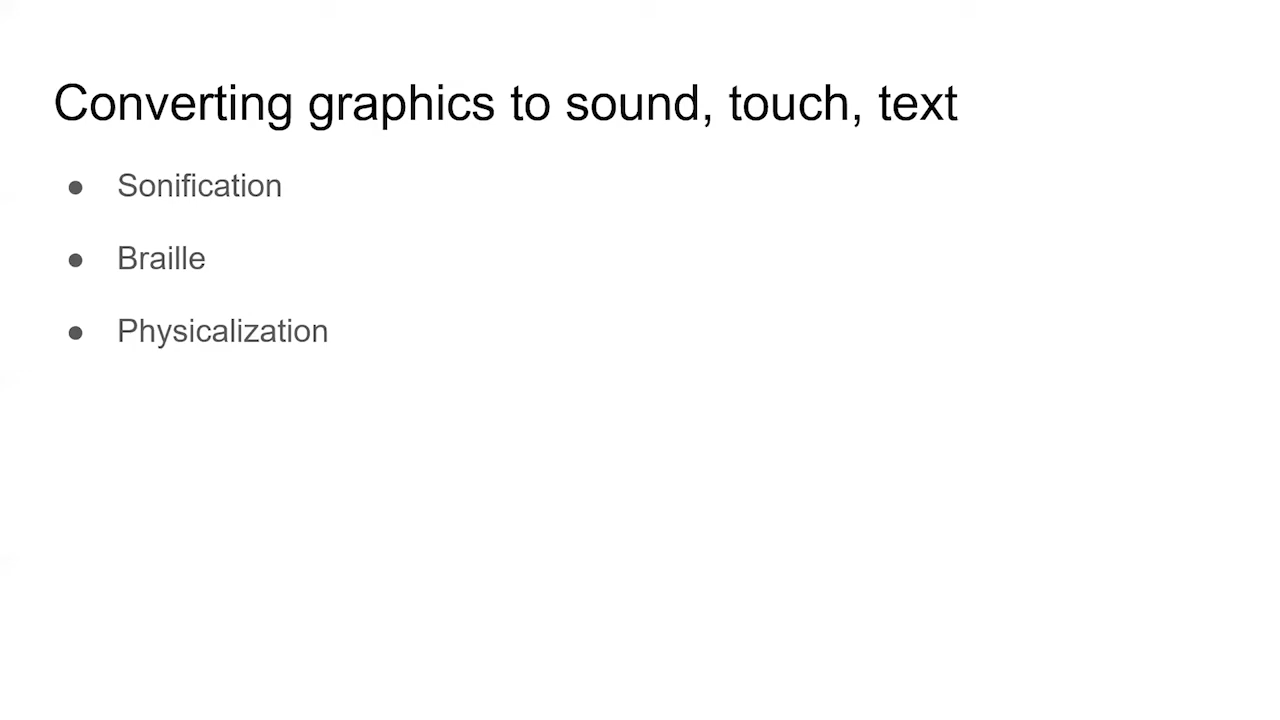 Converting graphics to sound, touch, text
● Sonification
● Braille
● Physicalization